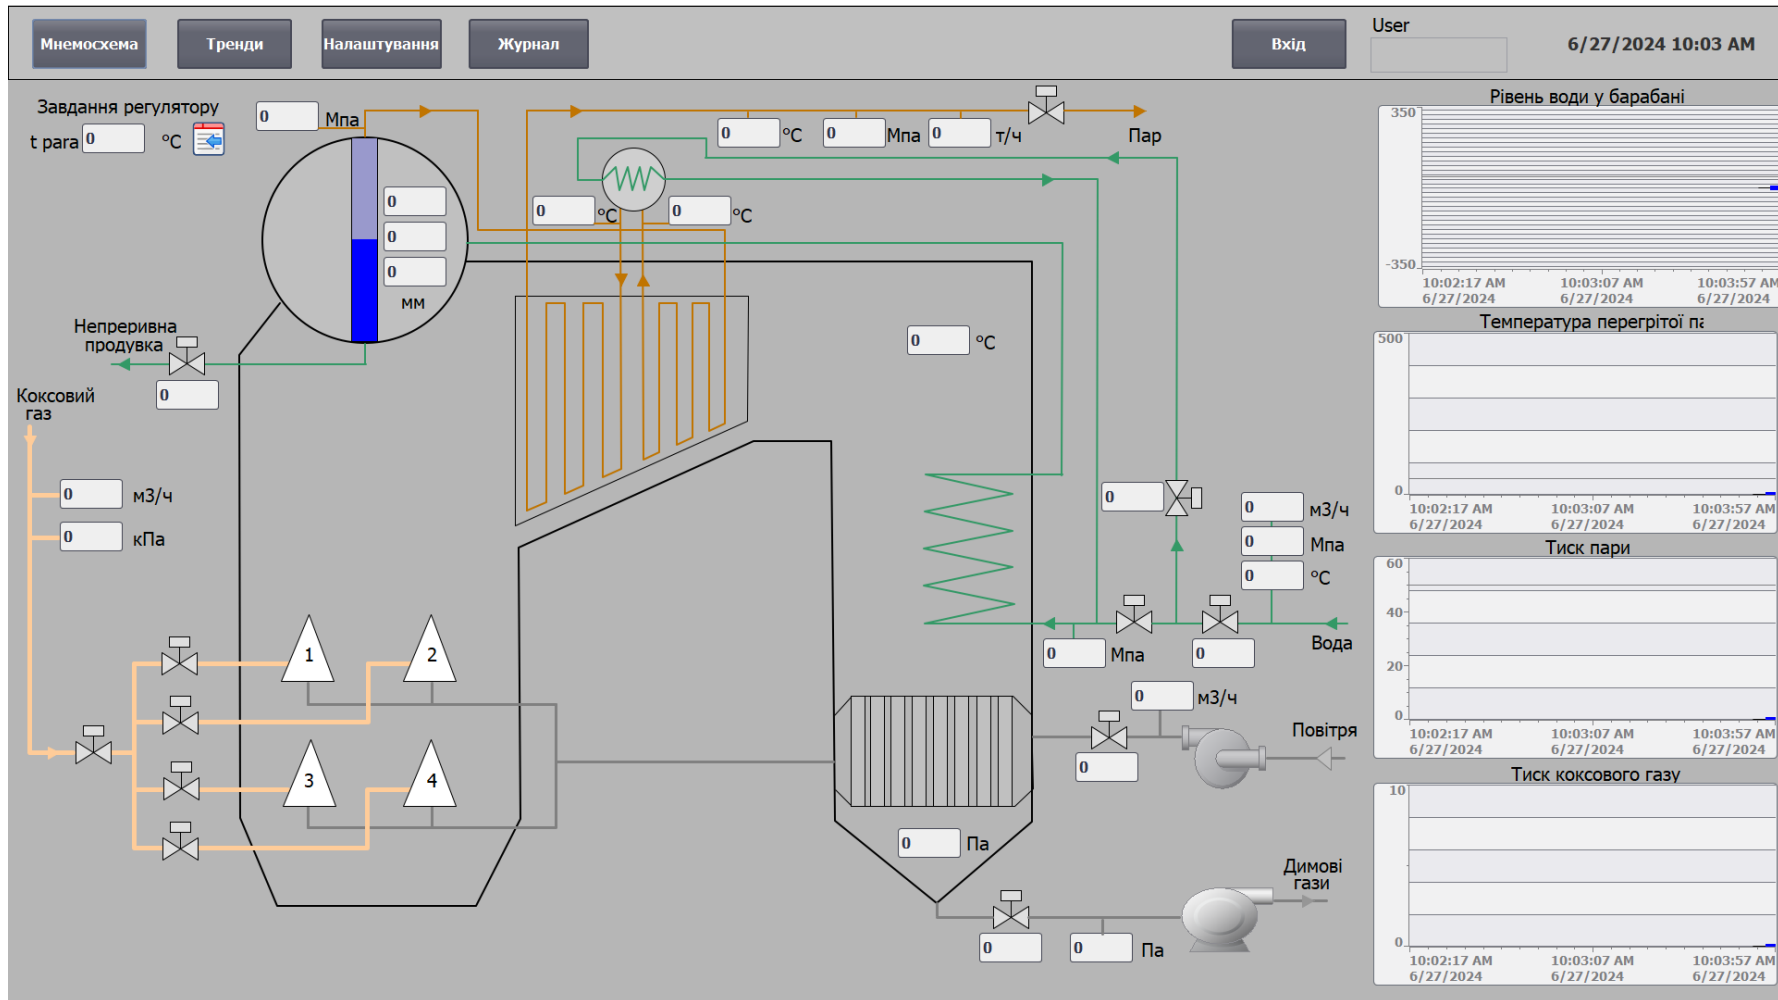 Мнемосхема
Тренди
Налаштування
Журнал
Вхід
User
6/27/2024 10:03 AM
Завдання регулятору
t para 0 °C
0 Мпа
0 °C
0 Мпа
0 т/ч
Пар
0 °C
0 °C
0
0
0
мм
0 °C
Непреривна
продувка
0
Коксовий
газ
0 м3/ч
0 кПа
1
2
3
4
0
0 м3/ч
0 Мпа
0 °C
Вода
0 Мпа
0
0 м3/ч
Повітря
0
0 Па
Димові
гази
0
0 Па
Рівень води у барабані
350
-350
10:02:17 AM 10:03:07 AM 10:03:57 AM
6/27/2024 6/27/2024 6/27/2024
Температура перегрітої па
500
0
10:02:17 AM 10:03:07 AM 10:03:57 AM
6/27/2024 6/27/2024 6/27/2024
Тиск пари
60
40
20
0
10:02:17 AM 10:03:07 AM 10:03:57 AM
6/27/2024 6/27/2024 6/27/2024
Тиск коксового газу
10
0
10:02:17 AM 10:03:07 AM 10:03:57 AM
6/27/2024 6/27/2024 6/27/2024